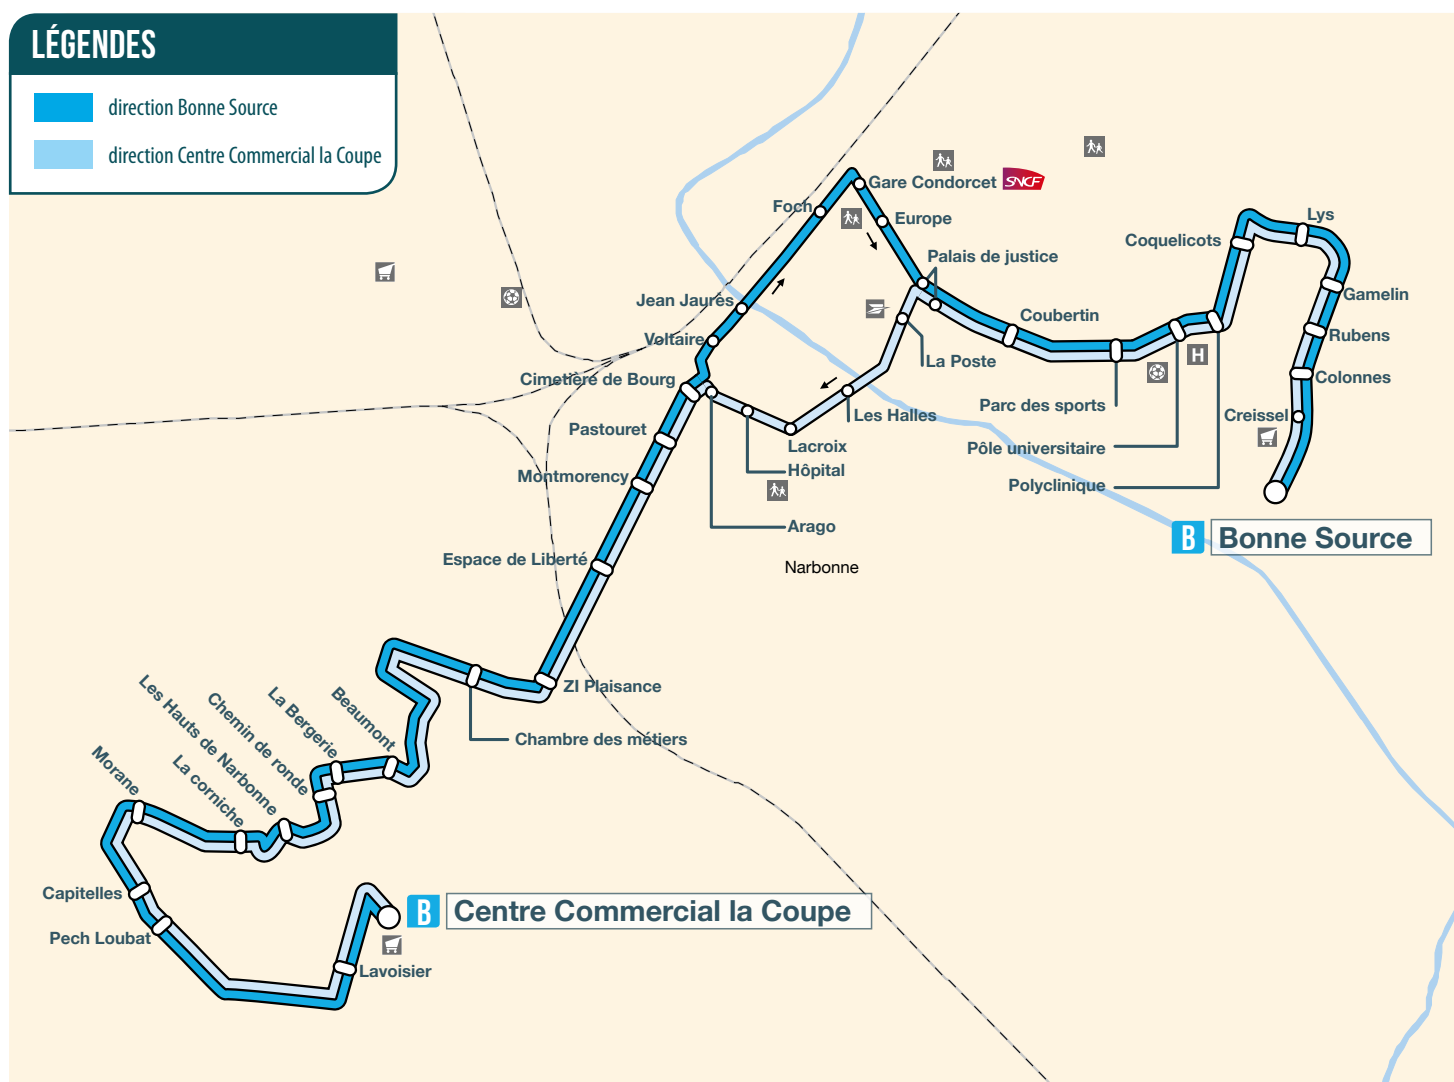 LÉGENDES
direction Bonne Source
direction Centre Commercial la Coupe
Gare Condorcet SNCF
Foch
Europe
Lys
Coquelicots
Palais de justice
Jean Jaurès
Gamelin
Coubertin
Voltaire
Rubens
La Poste
Cimetière de Bourg
Colonnes
Parc des sports
Les Halles
Creissel
Pastouret
Lacroix
Pôle universitaire
H
Hôpital
Montmorency
Polyclinique
Arago
B Bonne Source
Espace de Liberté
Narbonne
ZI Plaisance
Chambre des métiers
Beaumont
La Bergerie
Chemin de ronde
Les Hauts de Narbonne
La corniche
Morane
Capitelles
B Centre Commercial la Coupe
Pech Loubat
Lavoisier